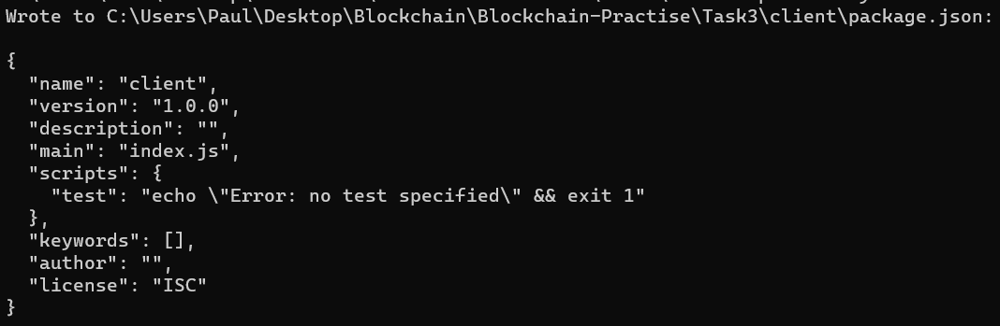 Wrote to C:\Users\Paul\Desktop\Blockchain\Blockchain-Practise\Task3\client\package.json:
{
  "name": "client",
  "version": "1.0.0",
  "description": "",
  "main": "index.js",
  "scripts": {
    "test": "echo \"Error: no test specified\" && exit 1"
  },
  "keywords": [],
  "author": "",
  "license": "ISC"
}